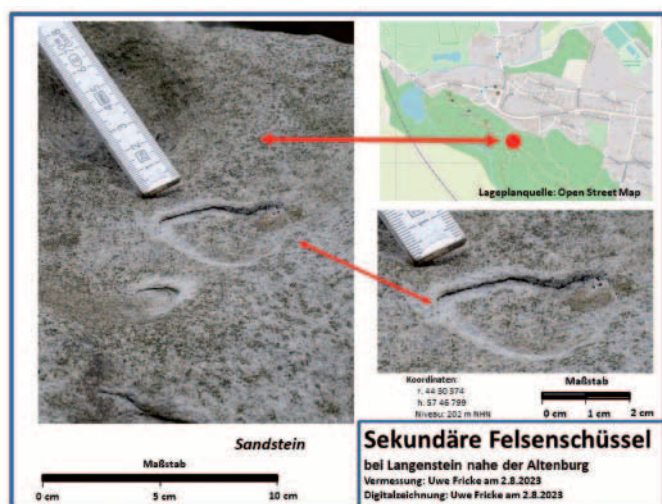 Lageplanquelle: Open Street Map
Koordinaten:
r. 44 30 374
h: 57 46 799
Niveau: 202 m NHN
Maßstab
0 cm 1 cm 2 cm
Sandstein
Maßstab
0 cm 5 cm 10 cm
Sekundäre Felsenschüssel
bei Langenstein nahe der Altenburg
Vermessung: Uwe Fricke am 2.8.2023
Digitalzeichnung: Uwe Fricke am 2.8.2023